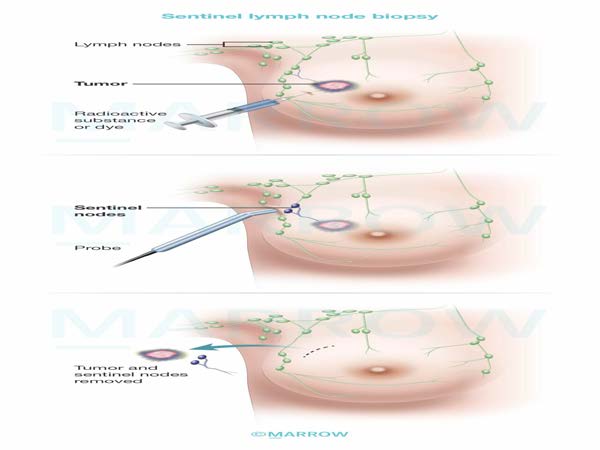 Sentinel lymph node biopsy
Lymph nodes
Tumor
Radioactive
substance
or dye
MARROW
Sentinel
nodes
MARROW
Probe
MARROW
Tumor and
sentinel nodes
removed
©MARROW